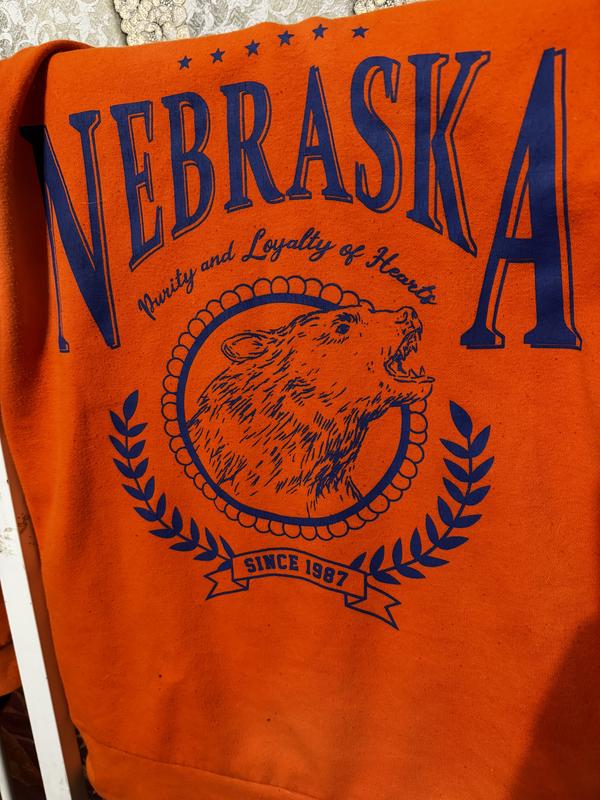 NEBRASKA
Purity and Loyalty of Hearts
SINCE 1987